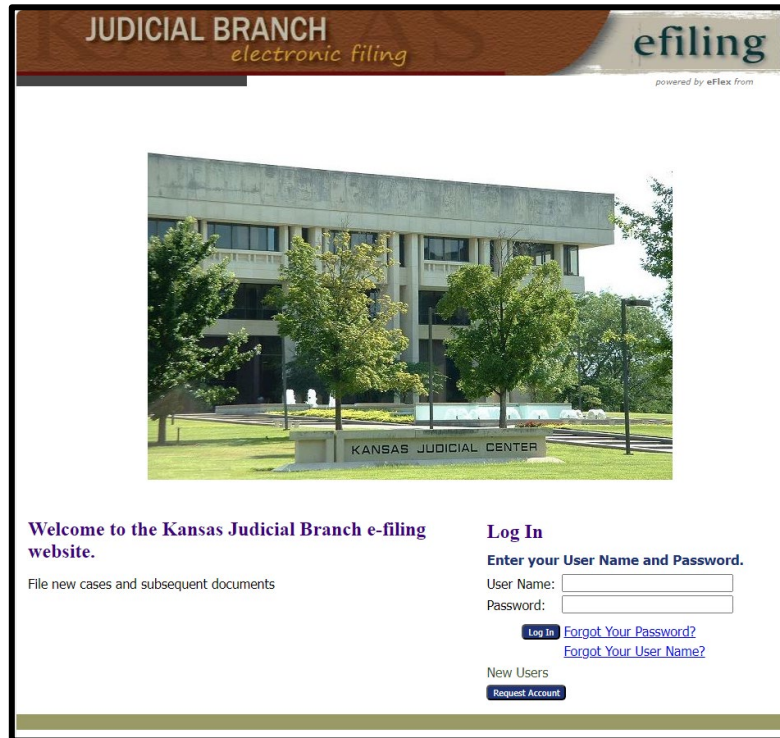 KANSAS
JUDICIAL BRANCH
electronic filing
efiling
powered by eFlex from
KANSAS JUDICIAL CENTER
Welcome to the Kansas Judicial Branch e-filing
website.
File new cases and subsequent documents
Log In
Enter your User Name and Password.
User Name:
Password:
Log In Forgot Your Password?
Forgot Your User Name?
New Users
Request Account